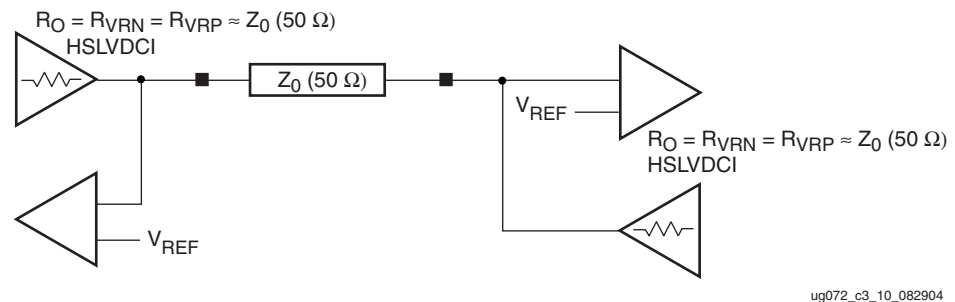 R_O = R_VRN = R_VRP ≈ Z_0 (50 Ω)
HSLVDCI
Z_0 (50 Ω)
V_REF
R_O = R_VRN = R_VRP ≈ Z_0 (50 Ω)
HSLVDCI
V_REF
ug072_c3_10_082904